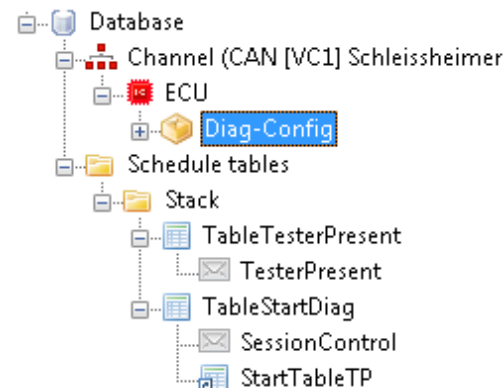 Database
Channel (CAN [VC1] Schleissheimer
ECU
Diag-Config
Schedule tables
Stack
TableTesterPresent
TesterPresent
TableStartDiag
SessionControl
StartTableTP